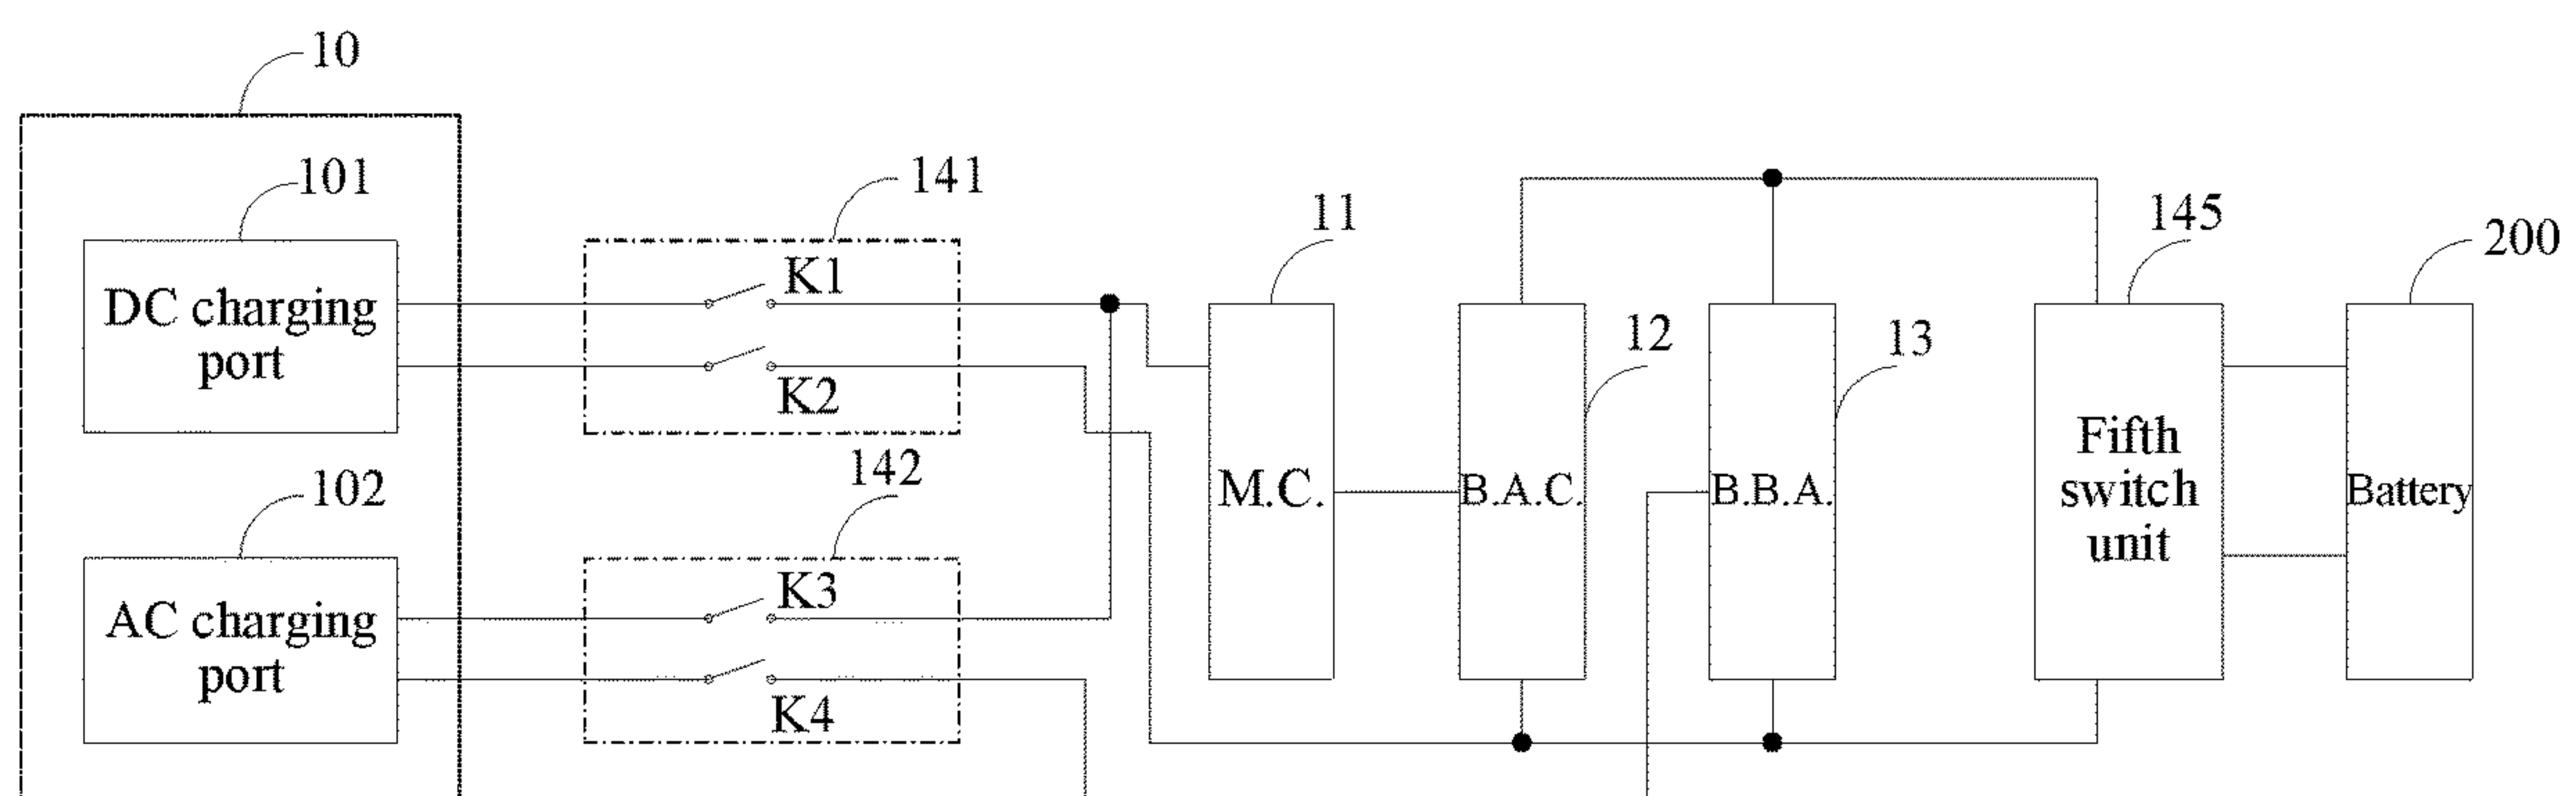 10
101
141
11
145
200
K1
DC charging
port
K2
12
13
142
102
M.C.
B.A.C.
B.B.A.
Fifth
switch
unit
Battery
K3
AC charging
port
K4